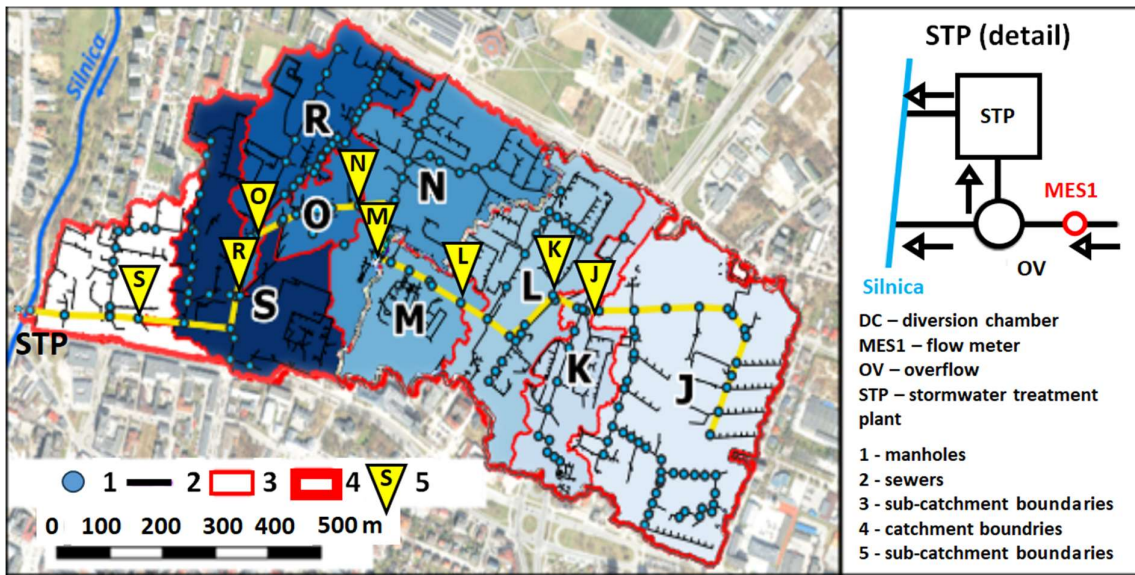 Silnica
R
N
O
N
M
O
R
L
K
J
S
S
L
M
K
J
STP
1 2 3 4 S 5
0 100 200 300 400 500 m
STP (detail)
STP
MES1
OV
Silnica
DC – diversion chamber
MES1 – flow meter
OV – overflow
STP – stormwater treatment
plant
1 - manholes
2 - sewers
3 - sub-catchment boundaries
4 - catchment boundries
5 - sub-catchment boundaries